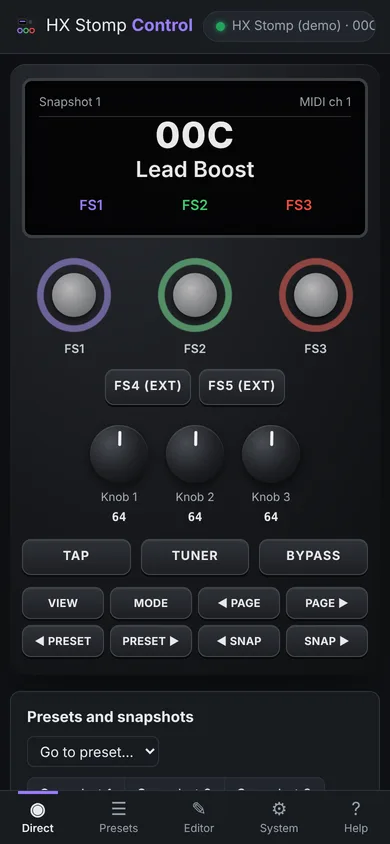 HX Stomp Control
HX Stomp (demo) · 00C
Snapshot 1 MIDI ch 1
00C
Lead Boost
FS1 FS2 FS3
FS1 FS2 FS3
FS4 (EXT) FS5 (EXT)
Knob 1 Knob 2 Knob 3
64 64 64
TAP TUNER BYPASS
VIEW MODE ◀ PAGE PAGE ▶
◀ PRESET PRESET ▶ ◀ SNAP SNAP ▶
Presets and snapshots
Go to preset...
Direct Presets Editor System Help